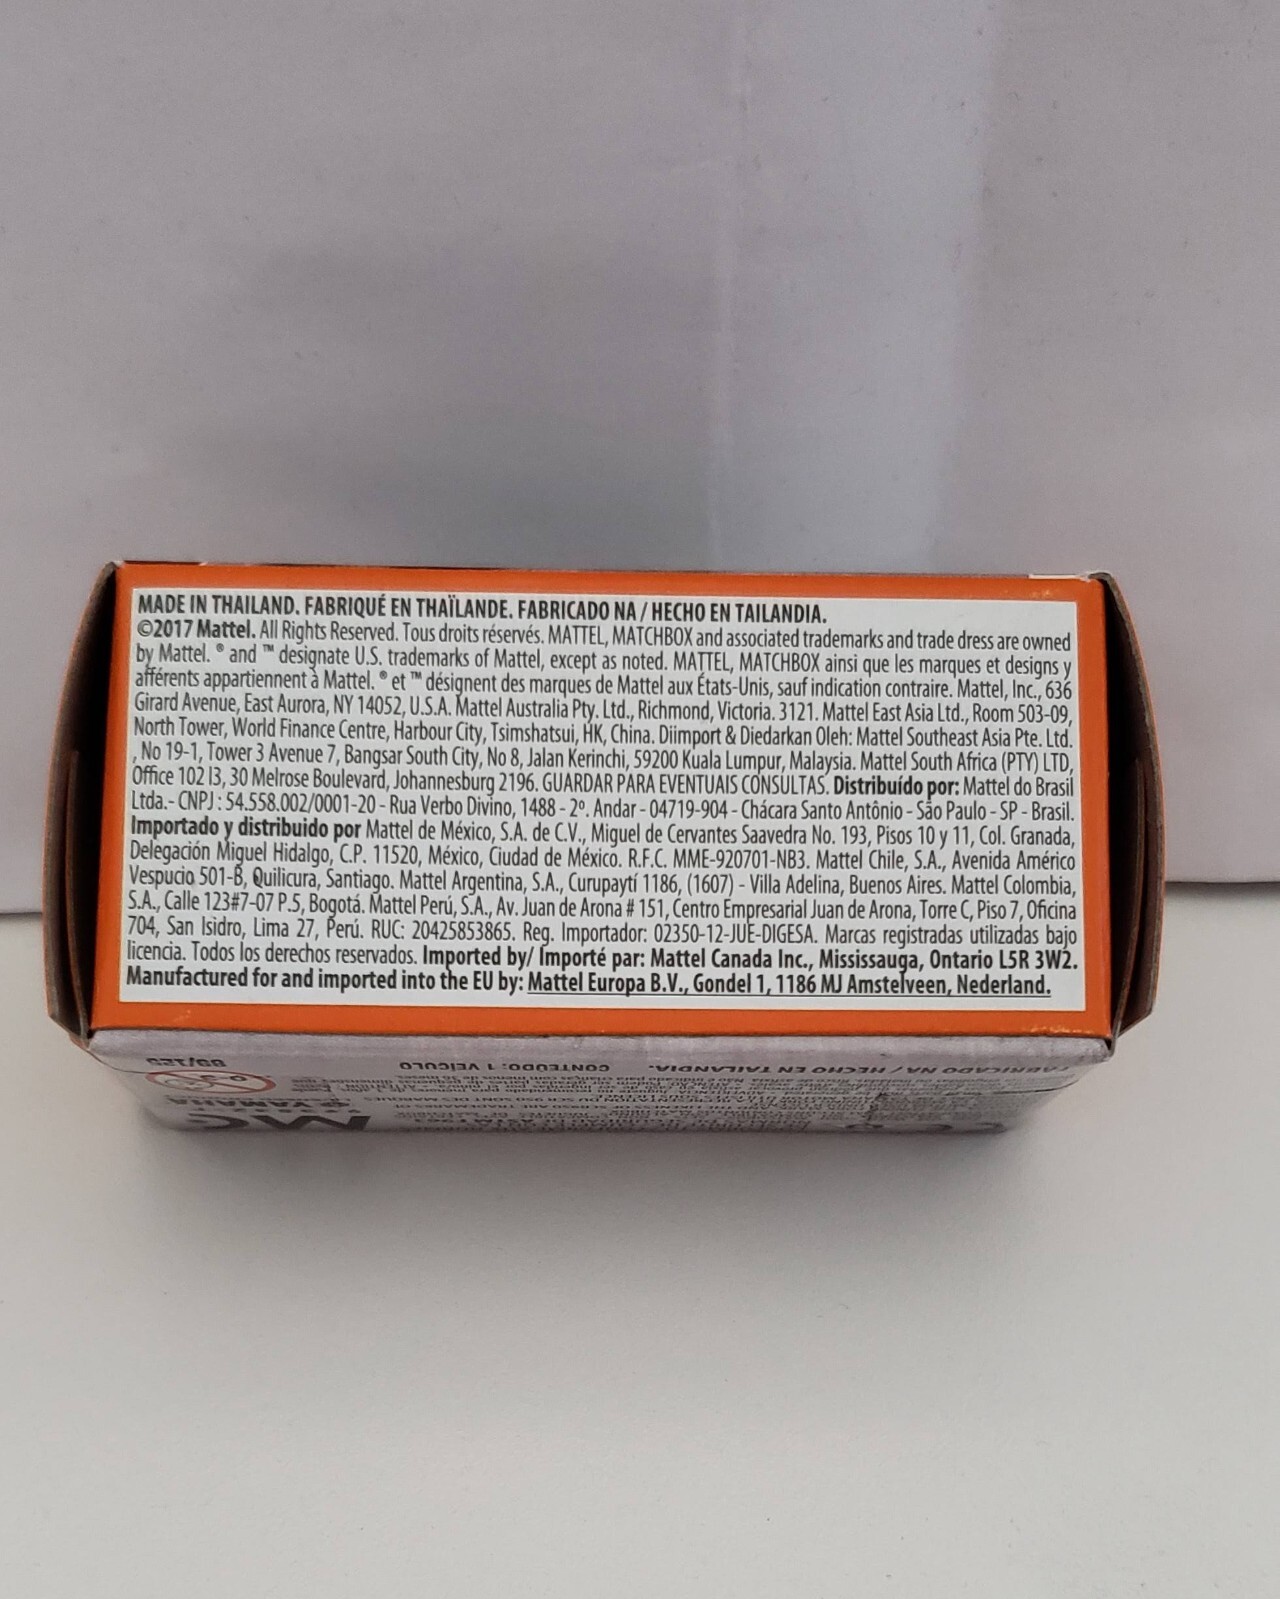 MADE IN THAILAND. FABRIQUÉ EN THAÏLANDE. FABRICADO NA / HECHO EN TAILANDIA.
©2017 Mattel. All Rights Reserved. Tous droits réservés. MATTEL, MATCHBOX and associated trademarks and trade dress are owned
by Mattel. ® and ™ designate U.S. trademarks of Mattel, except as noted. MATTEL, MATCHBOX ainsi que les marques et designs y
afférents appartiennent à Mattel. ® et ™ désignent des marques de Mattel aux États-Unis, sauf indication contraire. Mattel, Inc., 636
Girard Avenue, East Aurora, NY 14052, U.S.A. Mattel Australia Pty. Ltd., Richmond, Victoria. 3121. Mattel East Asia Ltd., Room 503-09,
North Tower, World Finance Centre, Harbour City, Tsimshatsui, HK, China. Diimport & Diedarkan Oleh: Mattel Southeast Asia Pte. Ltd.
, No 19-1, Tower 3 Avenue 7, Bangsar South City, No 8, Jalan Kerinchi, 59200 Kuala Lumpur, Malaysia. Mattel South Africa (PTY) LTD,
Office 102 I3, 30 Melrose Boulevard, Johannesburg 2196. GUARDAR PARA EVENTUAIS CONSULTAS. Distribuído por: Mattel do Brasil
Ltda.- CNPJ : 54.558.002/0001-20 - Rua Verbo Divino, 1488 - 2º. Andar - 04719-904 - Chácara Santo Antônio - São Paulo - SP - Brasil.
Importado y distribuido por Mattel de México, S.A. de C.V., Miguel de Cervantes Saavedra No. 193, Pisos 10 y 11, Col. Granada,
Delegación Miguel Hidalgo, C.P. 11520, México, Ciudad de México. R.F.C. MME-920701-NB3. Mattel Chile, S.A., Avenida Américo
Vespucio 501-B, Quilicura, Santiago. Mattel Argentina, S.A., Curupaytí 1186, (1607) - Villa Adelina, Buenos Aires. Mattel Colombia,
S.A., Calle 123#7-07 P.5, Bogotá. Mattel Perú, S.A., Av. Juan de Arona # 151, Centro Empresarial Juan de Arona, Torre C, Piso 7, Oficina
704, San Isidro, Lima 27, Perú. RUC: 20425853865. Reg. Importador: 02350-12-JUE-DIGESA. Marcas registradas utilizadas bajo
licencia. Todos los derechos reservados. Imported by/ Importé par: Mattel Canada Inc., Mississauga, Ontario L5R 3W2.
Manufactured for and imported into the EU by: Mattel Europa B.V., Gondel 1, 1186 MJ Amstelveen, Nederland.
FABRICADO NA / HECHO EN TAILANDIA.
CONTEÚDO: 1 VEÍCULO
89/125
YAMAHA